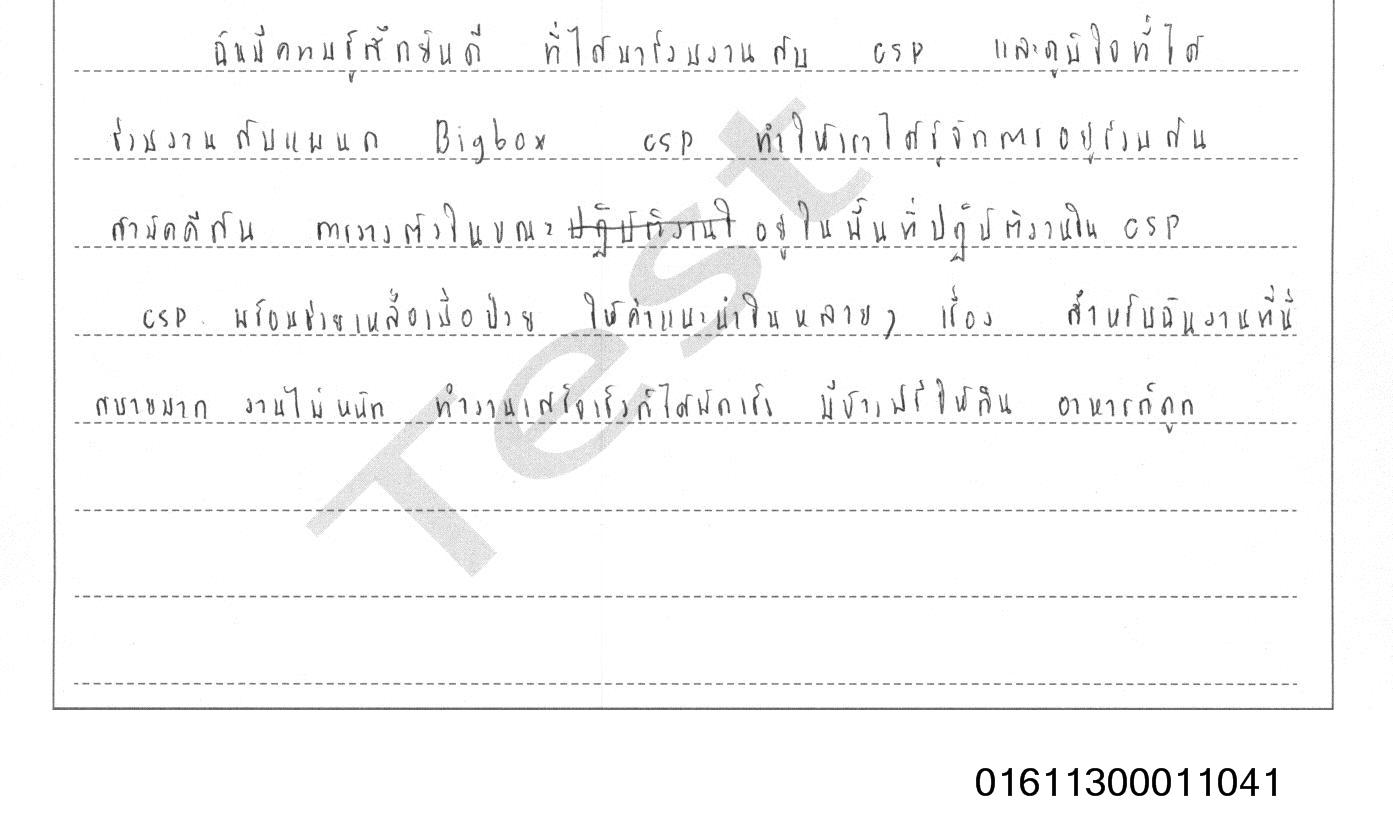 ฉันมีความรู้สึกยินดี ที่ได้มาร่วมงานกับ CSP และภูมิใจที่ได้
ร่วมงานกับแผนก Bigbox CSP ทำให้เราได้รู้จักการอยู่ร่วมกัน
สามัคคีกัน การวางตัวในขณะ ปฏิบัติงานใ อยู่ในพื้นที่ปฏิบัติงานใน CSP
CSP พร้อมช่วยเหลือเมื่อป่วย ให้คำแนะนำในหลายๆ เรื่อง สำหรับฉันงานที่นี่
สบายมาก งานไม่หนัก ทำงานเสร็จเร็วก็ได้พักเร็ว มีข้าวฟรีให้กิน อาหารก็ถูก
Test
01611300011041